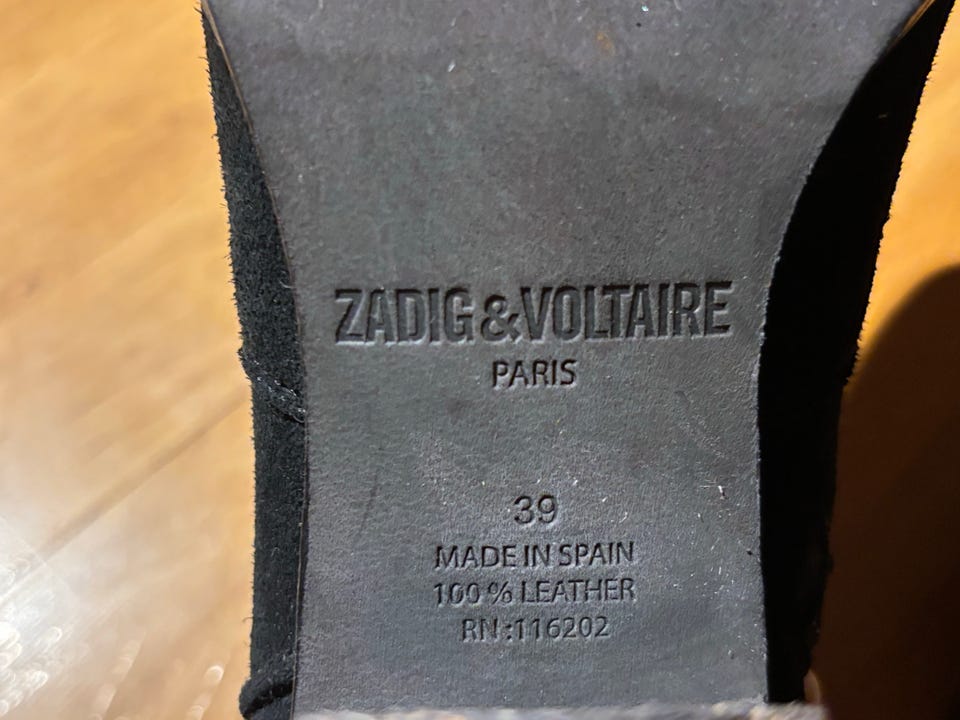 ZADIG&VOLTAIRE
PARIS
39
MADE IN SPAIN
100 % LEATHER
RN :116202